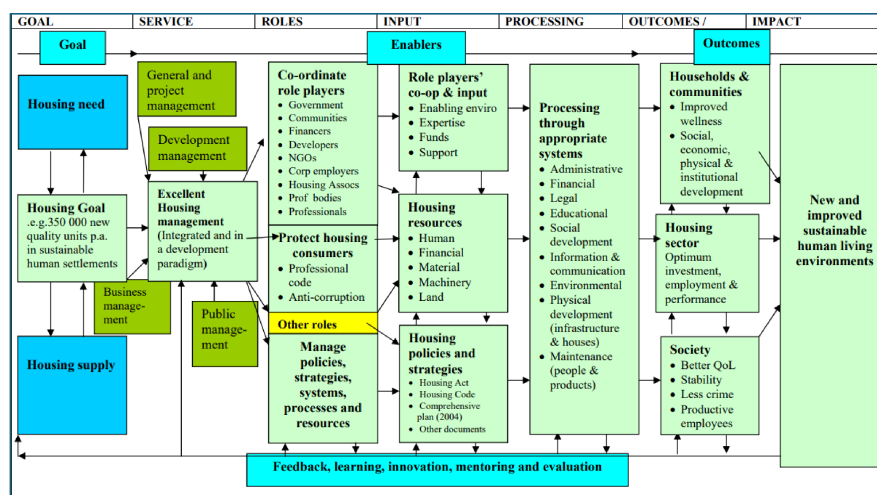 GOAL
SERVICE
ROLES
INPUT
PROCESSING
OUTCOMES /
IMPACT
Goal
Enablers
Outcomes
Housing need
Housing Goal
.e.g.350 000 new
quality units p.a.
in sustainable
human settlements
Housing supply
General and
project management
Development
management
Excellent
Housing management
(Integrated and in
a development
paradigm)
Business
manage-
ment
Public
manage-
ment
Co-ordinate
role players
• Government
• Communities
• Financers
• Developers
• NGOs
• Corp employers
• Housing Assocs
• Prof bodies
• Professionals
Protect housing
consumers
• Professional
code
• Anti-corruption
Other roles
Manage
policies,
strategies,
systems,
processes and
resources
Role players'
co-op & input
• Enabling enviro
• Expertise
• Funds
• Support
Housing
resources
• Human
• Financial
• Material
• Machinery
• Land
Housing
policies and
strategies
• Housing Act
• Housing Code
• Comprehensive
plan (2004)
• Other documents
Processing
through
appropriate
systems
• Administrative
• Financial
• Legal
• Educational
• Social
development
• Information &
communication
• Environmental
• Physical
development
(infrastructure
& houses)
• Maintenance
(people &
products)
Households &
communities
• Improved
wellness
• Social,
economic,
physical &
institutional
development
Housing
sector
Optimum
investment,
employment &
performance
Society
• Better QoL
• Stability
• Less crime
• Productive
employees
New and
improved
sustainable
human living
environments
Feedback, learning, innovation, mentoring and evaluation